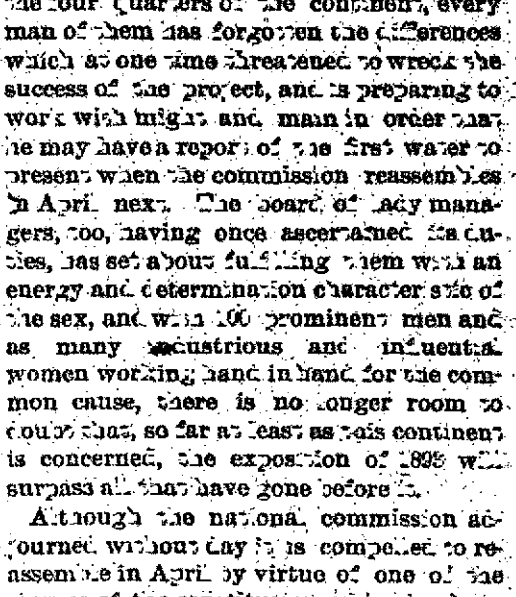 the four quarters of the continent, every
man of them has forgotten the differences
which at one time threatened to wreck the
success of the project, and is preparing to
work with might and main in order that
he may have a report of the first water to
present when the commission reassembles
in April next. The board of lady mana-
gers, too, having once ascertained its du-
ties, has set about fulfilling them with an
energy and determination characteristic of
the sex, and with 100 prominent men and
as many industrious and influential
women working hand in hand for the com-
mon cause, there is no longer room to
doubt that, so far at least as this continent
is concerned, the exposition of 1893 will
surpass all that have gone before it.
Although the national commission ad-
journed without day it is compelled to re-
assemble in April by virtue of one of the